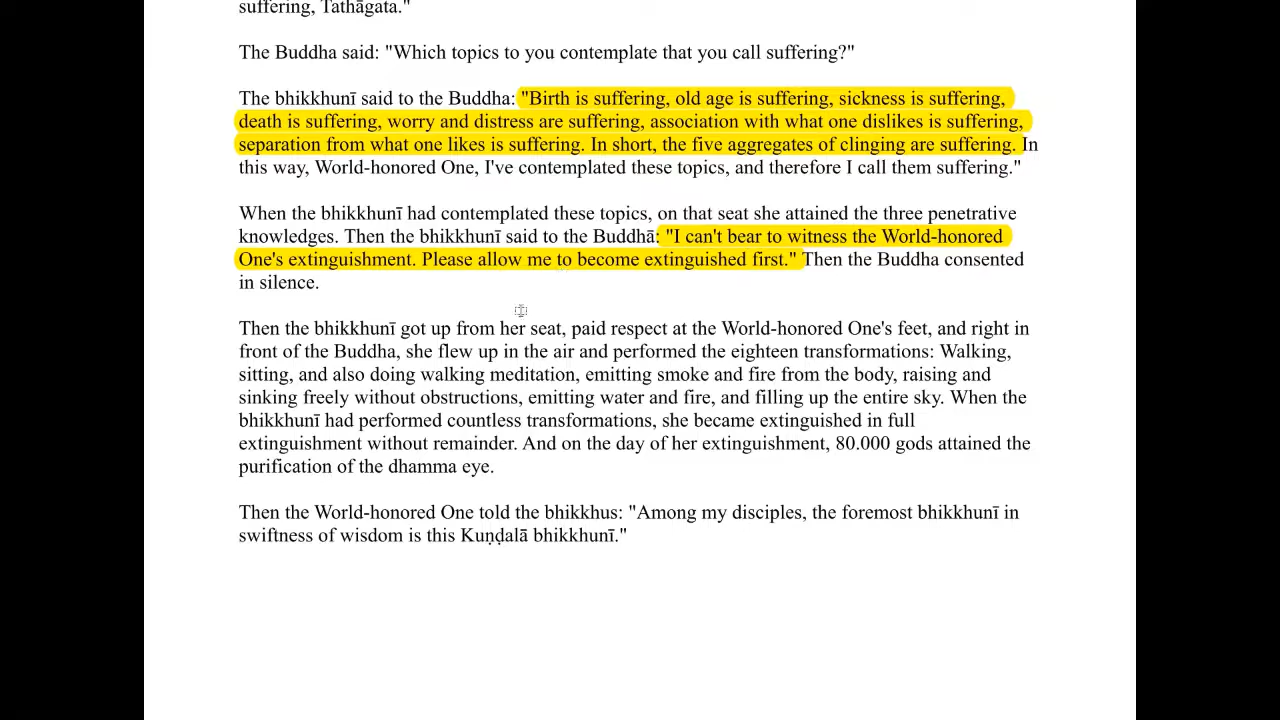 suffering, Tathāgata."
The Buddha said: "Which topics to you contemplate that you call suffering?"
The bhikkhunī said to the Buddha: "Birth is suffering, old age is suffering, sickness is suffering,
death is suffering, worry and distress are suffering, association with what one dislikes is suffering,
separation from what one likes is suffering. In short, the five aggregates of clinging are suffering. In
this way, World-honored One, I've contemplated these topics, and therefore I call them suffering."
When the bhikkhunī had contemplated these topics, on that seat she attained the three penetrative
knowledges. Then the bhikkhunī said to the Buddhā: "I can't bear to witness the World-honored
One's extinguishment. Please allow me to become extinguished first." Then the Buddha consented
in silence.
Then the bhikkhunī got up from her seat, paid respect at the World-honored One's feet, and right in
front of the Buddha, she flew up in the air and performed the eighteen transformations: Walking,
sitting, and also doing walking meditation, emitting smoke and fire from the body, raising and
sinking freely without obstructions, emitting water and fire, and filling up the entire sky. When the
bhikkhunī had performed countless transformations, she became extinguished in full
extinguishment without remainder. And on the day of her extinguishment, 80.000 gods attained the
purification of the dhamma eye.
Then the World-honored One told the bhikkhus: "Among my disciples, the foremost bhikkhunī in
swiftness of wisdom is this Kuṇḍalā bhikkhunī."